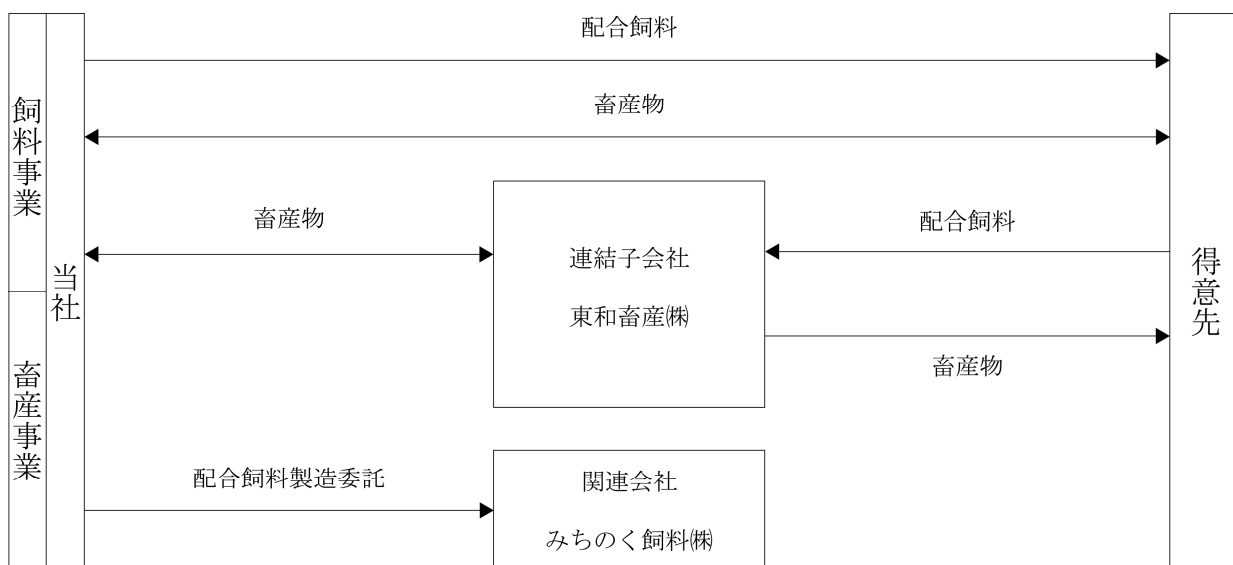 配合飼料
畜産物
飼料事業
畜産物
配合飼料
連結子会社
当社
得意先
東和畜産㈱
畜産物
畜産事業
配合飼料製造委託
関連会社
みちのく飼料㈱